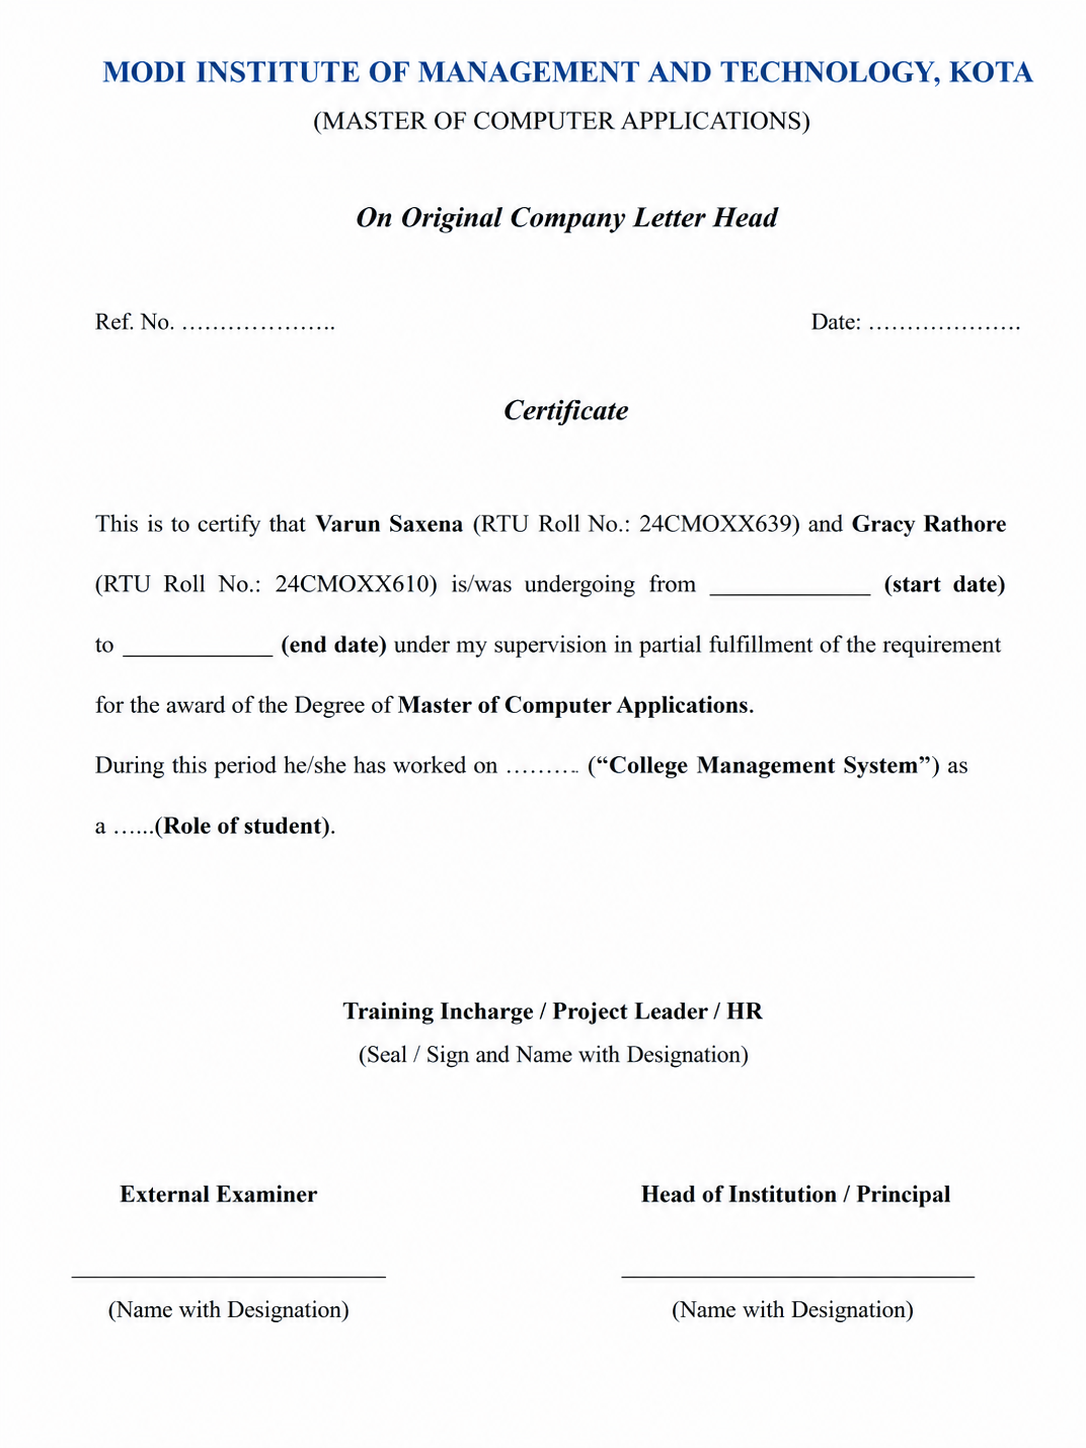 MODI INSTITUTE OF MANAGEMENT AND TECHNOLOGY, KOTA
(MASTER OF COMPUTER APPLICATIONS)
On Original Company Letter Head
Ref. No. ………………….. Date: …………………..
Certificate
This is to certify that Varun Saxena (RTU Roll No.: 24CMOXX639) and Gracy Rathore
(RTU Roll No.: 24CMOXX610) is/was undergoing from _____________ (start date)
to ____________ (end date) under my supervision in partial fulfillment of the requirement
for the award of the Degree of Master of Computer Applications.
During this period he/she has worked on ……….. (“College Management System”) as
a …...(Role of student).
Training Incharge / Project Leader / HR
(Seal / Sign and Name with Designation)
External Examiner Head of Institution / Principal
(Name with Designation) (Name with Designation)